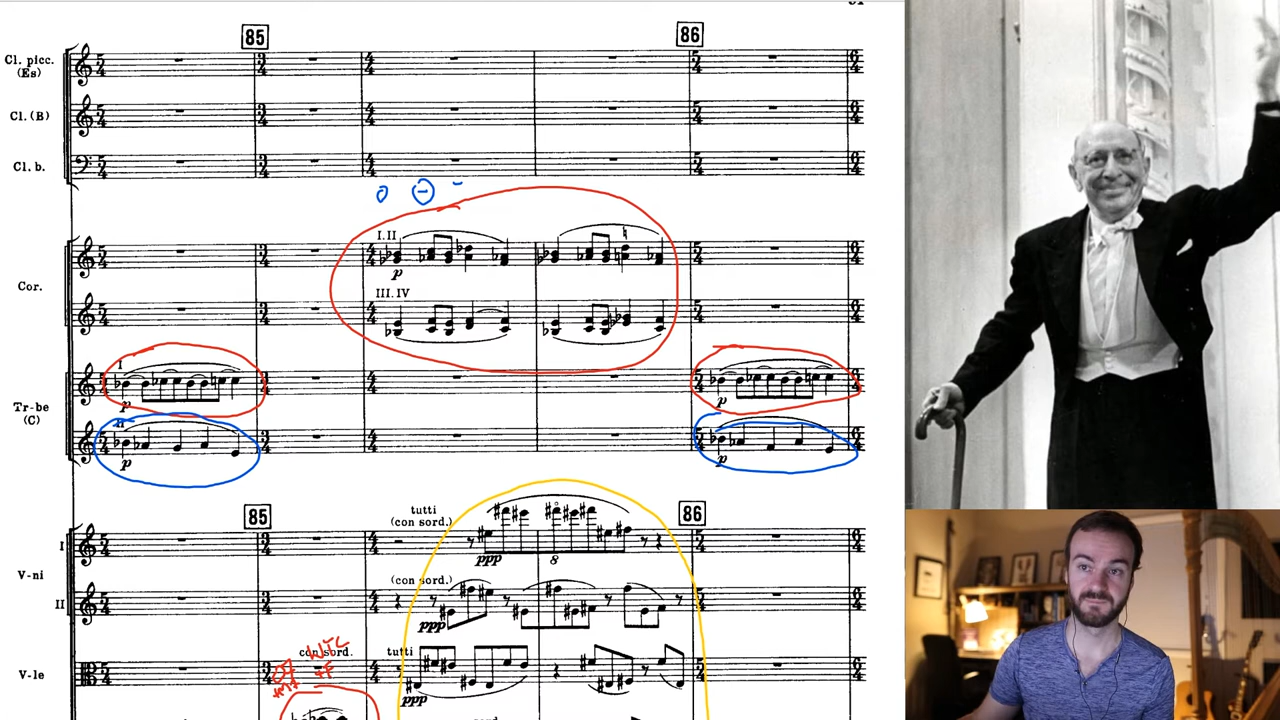 85
86
Cl. picc.
(Es)
Cl. (B)
Cl. b.
I. II
p
Cor.
III. IV
I
p
Tr-be
(C)
II
p
p
p
85
86
tutti
(con sord.)
I
ppp
8
V-ni
(con sord.)
II
ppp
con sord.
tutti
V-le
ppp